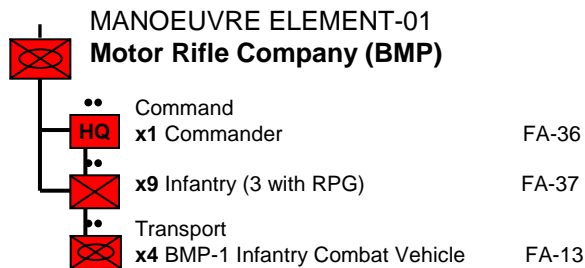 MANOEUVRE ELEMENT-01
Motor Rifle Company (BMP)
Command
HQ x1 Commander FA-36
x9 Infantry (3 with RPG) FA-37
Transport
x4 BMP-1 Infantry Combat Vehicle FA-13